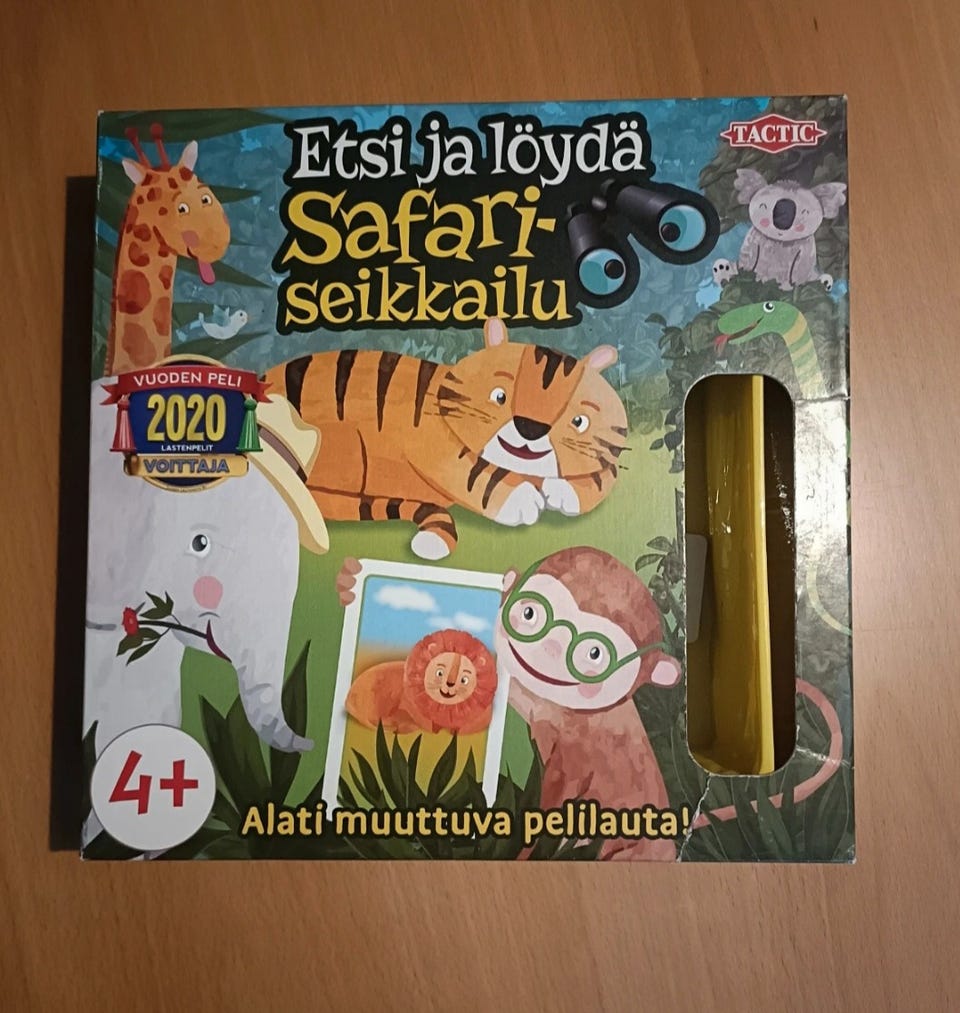 Etsi ja löydä
Safari-
seikkailu
TACTIC
VUODEN PELI
2020
LASTENPELIT
VOITTAJA
4+
Alati muuttuva pelilauta!